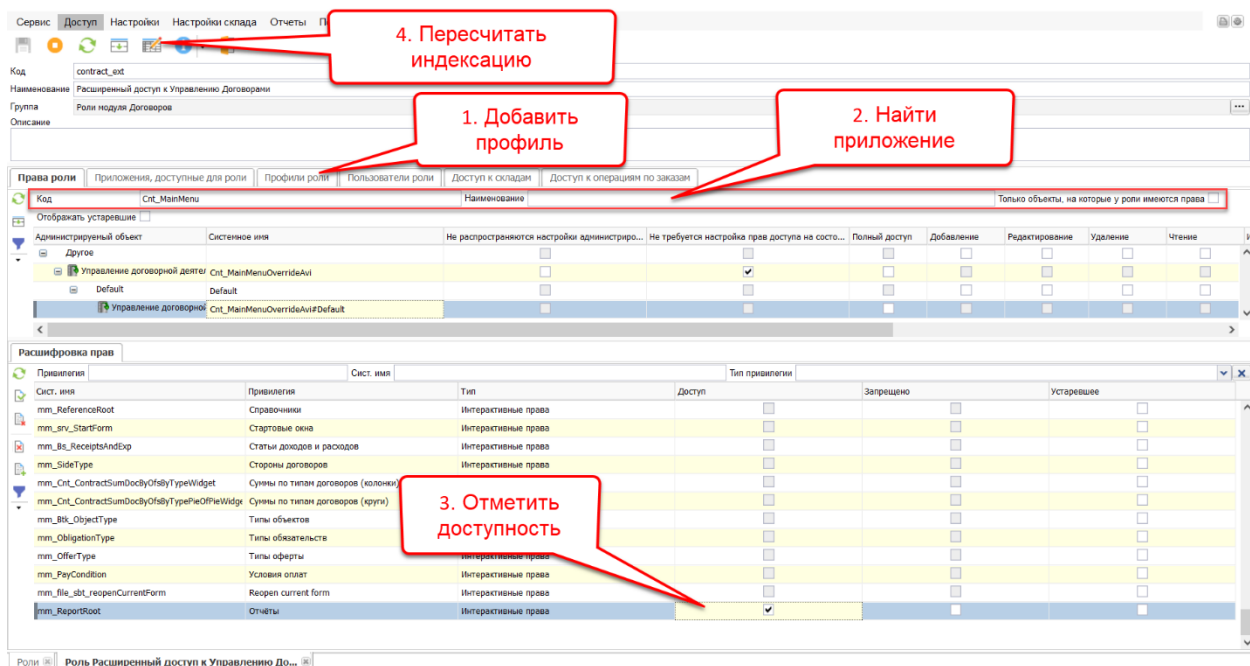 Сервис Доступ Настройки Настройки склада Отчеты
4. Пересчитать
индексацию
Код contract_ext
Наименование Расширенный доступ к Управлению Договорами
Группа Роли модуля Договоров
Описание
1. Добавить
профиль
2. Найти
приложение
Права роли Приложения, доступные для роли Профили роли Пользователи роли Доступ к складам Доступ к операциям по заказам
Код Cnt_MainMenu Наименование Только объекты, на которые у роли имеются права
Отображать устаревшие
Администрируемый объект Системное имя Не распространяются настройки администриро... Не требуется настройка прав доступа на состо... Полный доступ Добавление Редактирование Удаление Чтение И
Другое
Управление договорной деятел Cnt_MainMenuOverrideAvi
Default Default
Управление договорной Cnt_MainMenuOverrideAvi#Default
Расшифровка прав
Привилегия Сист. имя Тип привилегии
Сист. имя Привилегия Тип Доступ Запрещено Устаревшее
mm_ReferenceRoot Справочники Интерактивные права
mm_srv_StartForm Стартовые окна Интерактивные права
mm_Bs_ReceiptsAndExp Статьи доходов и расходов Интерактивные права
mm_SideType Стороны договоров Интерактивные права
mm_Cnt_ContractSumDocByOfsByTypeWidget Суммы по типам договоров (колонки)
mm_Cnt_ContractSumDocByOfsByTypePieOfPieWidge Суммы по типам договоров (круги)
mm_Btk_ObjectType Типы объектов
mm_ObligationType Типы обязательств
mm_OfferType Типы оферты Интерактивные права
mm_PayCondition Условия оплат Интерактивные права
mm_file_sbt_reopenCurrentForm Reopen current form Интерактивные права
mm_ReportRoot Отчёты Интерактивные права
3. Отметить
доступность
Роли Роль Расширенный доступ к Управлению До...